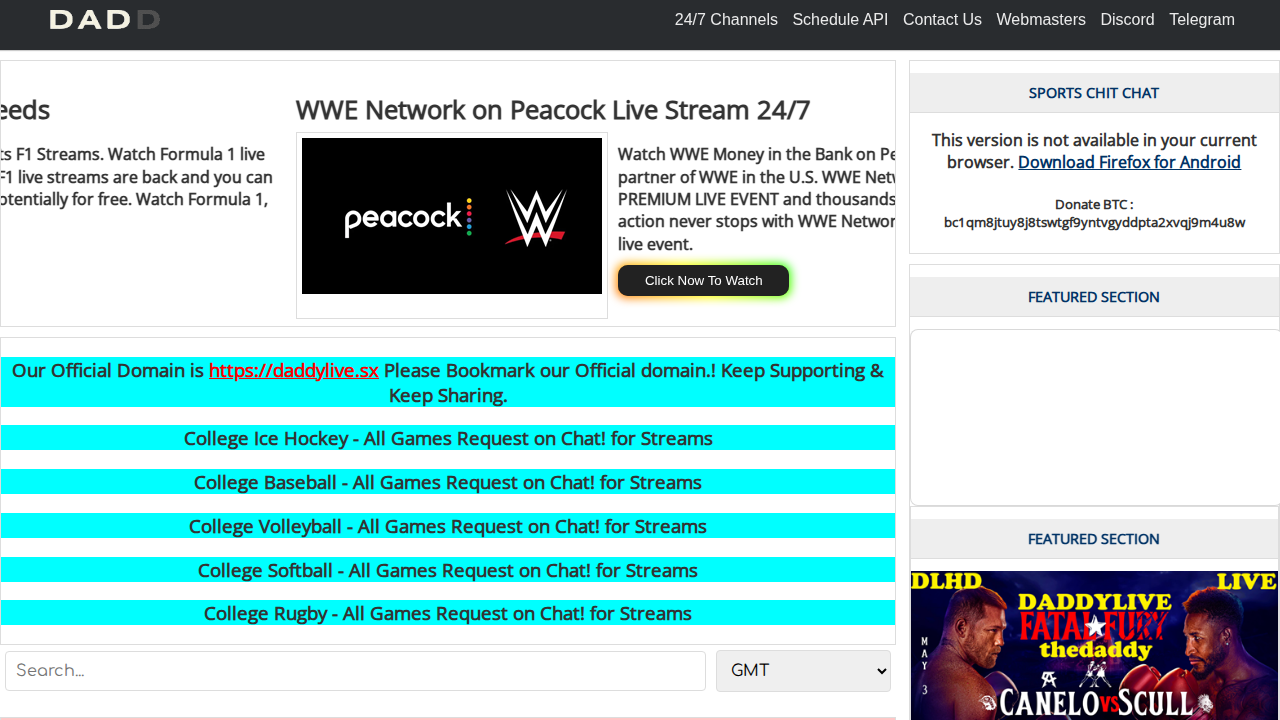 DADD
24/7 Channels Schedule API Contact Us Webmasters Discord Telegram
eeds
ts F1 Streams. Watch Formula 1 live
F1 live streams are back and you can
otentially for free. Watch Formula 1,
WWE Network on Peacock Live Stream 24/7
peacock
W
Watch WWE Money in the Bank on Pe
partner of WWE in the U.S. WWE Netw
PREMIUM LIVE EVENT and thousands
action never stops with WWE Network
live event.
Click Now To Watch
Our Official Domain is https://daddylive.sx Please Bookmark our Official domain.! Keep Supporting &
Keep Sharing.
College Ice Hockey - All Games Request on Chat! for Streams
College Baseball - All Games Request on Chat! for Streams
College Volleyball - All Games Request on Chat! for Streams
College Softball - All Games Request on Chat! for Streams
College Rugby - All Games Request on Chat! for Streams
Search...
GMT
SPORTS CHIT CHAT
This version is not available in your current
browser. Download Firefox for Android
Donate BTC :
bc1qm8jtuy8j8tswtgf9yntvgyddpta2xvqj9m4u8w
FEATURED SECTION
FEATURED SECTION
DLHD LIVE
DADDYLIVE
FATAL FURY
thedaddy
MAY 3
CANELO VS SCULL